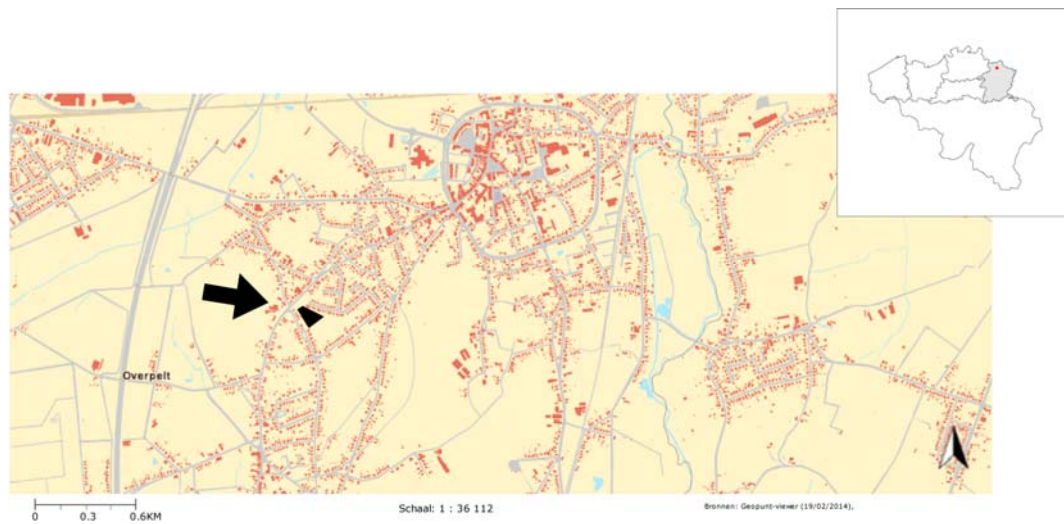 Overpelt
0 0.3 0.6KM
Schaal: 1 : 36 112
Bronnen: Geopunt-viewer (19/02/2014),